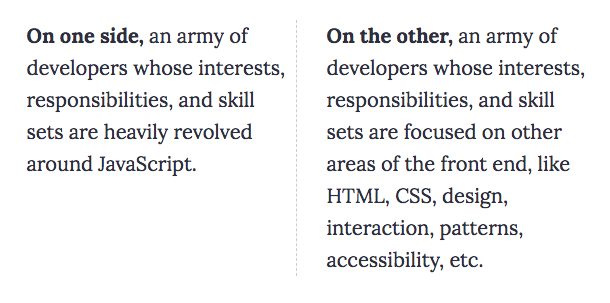 On one side, an army of
developers whose interests,
responsibilities, and skill
sets are heavily revolved
around JavaScript.
On the other, an army of
developers whose interests,
responsibilities, and skill
sets are focused on other
areas of the front end, like
HTML, CSS, design,
interaction, patterns,
accessibility, etc.